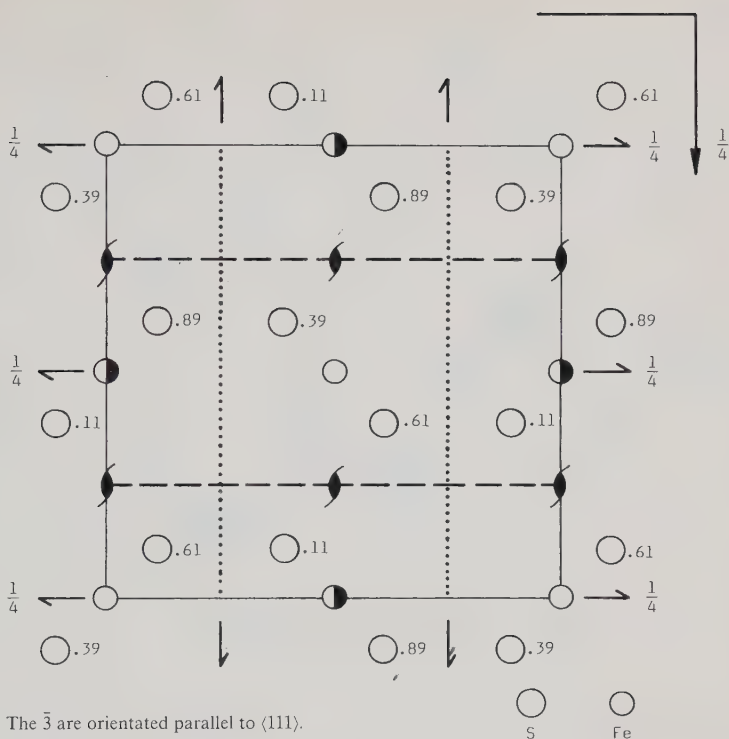 .61 .11 .61
1/4 1/4 1/4
.39 .89 .39
.89 .39 .89
1/4 1/4
.11 .61 .11
.61 .11 .61
1/4 1/4
.39 .89 .39
The 3̄ are orientated parallel to ⟨111⟩.
S Fe